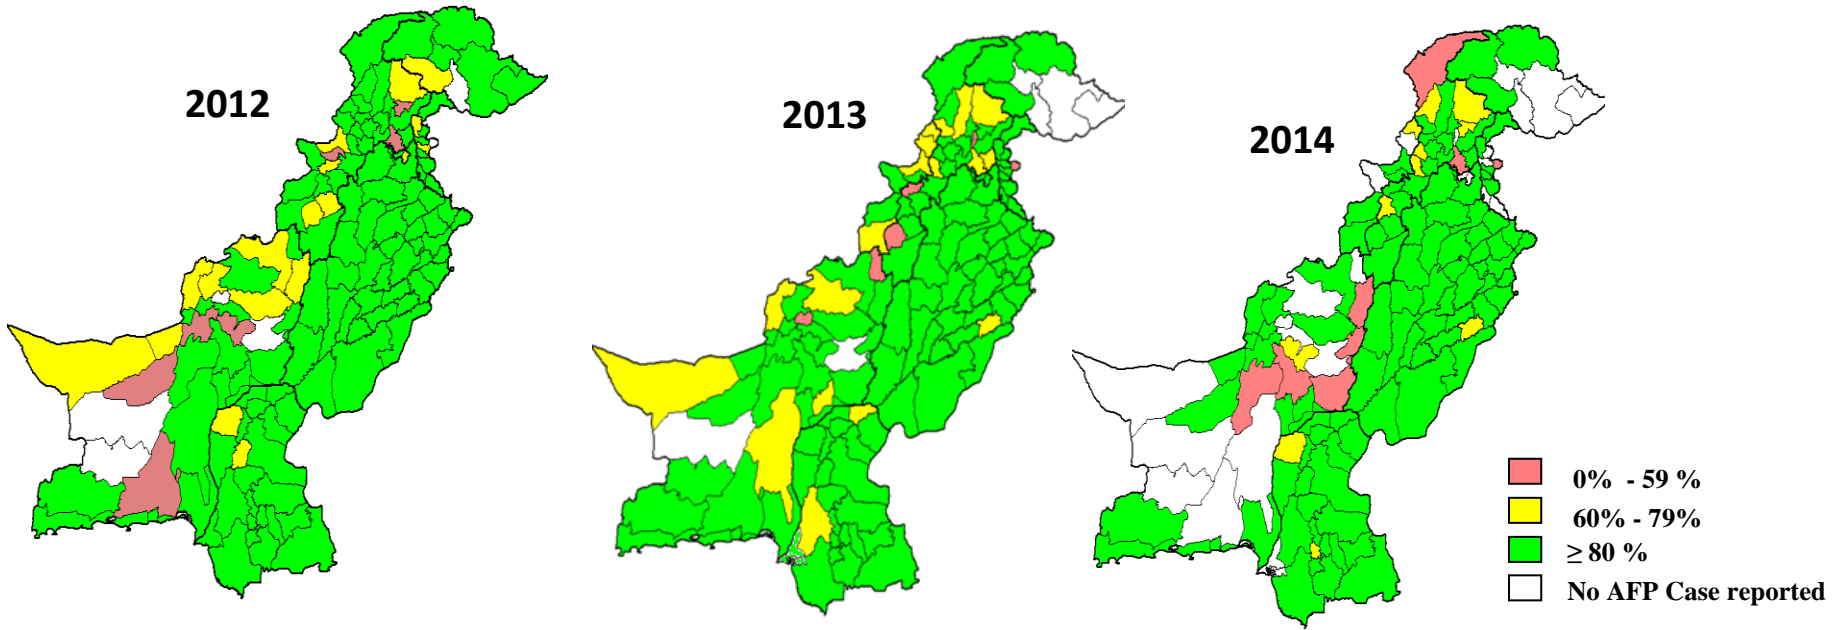 2012
2013
2014
0% - 59 %
60% - 79%
≥ 80 %
No AFP Case reported